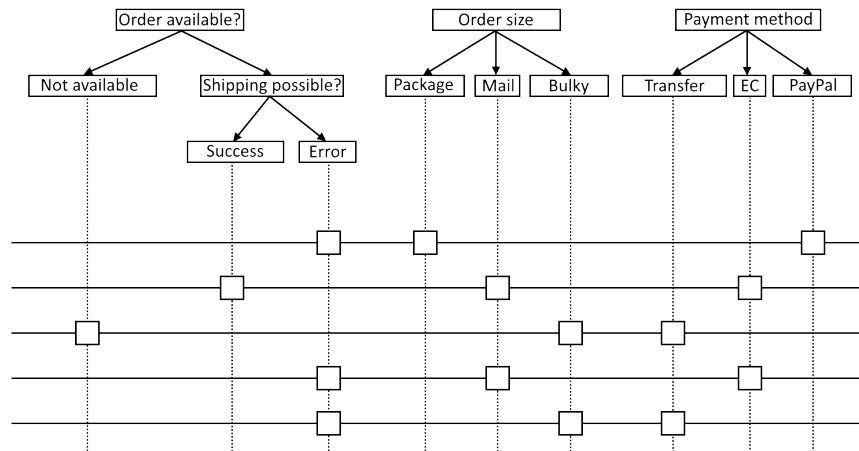 Order available?
Order size
Payment method
Not available
Shipping possible?
Package
Mail
Bulky
Transfer
EC
PayPal
Success
Error